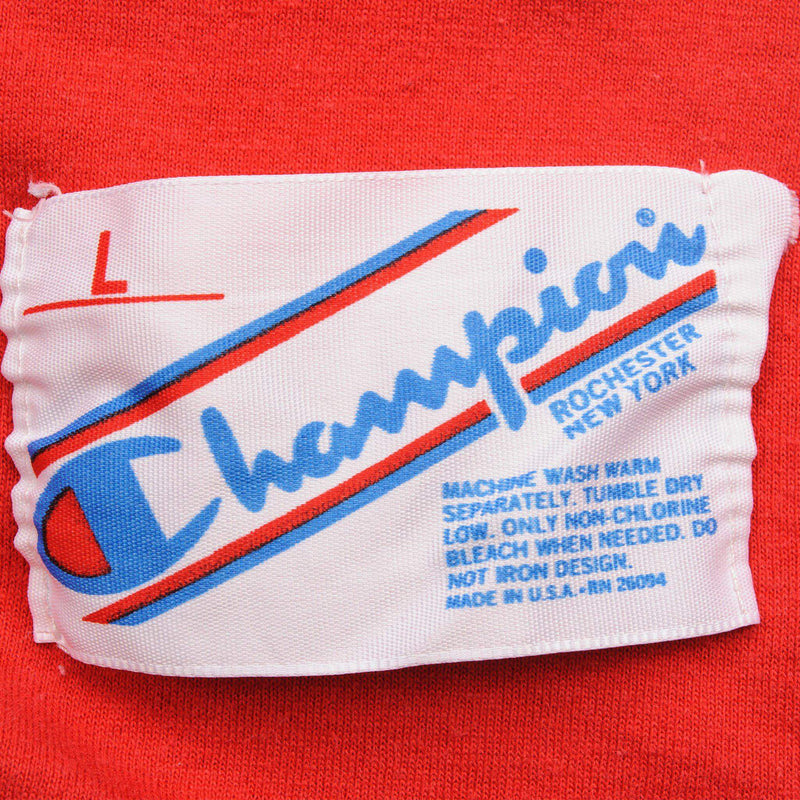 L
Champion®
ROCHESTER
NEW YORK
MACHINE WASH WARM
SEPARATELY. TUMBLE DRY
LOW. ONLY NON-CHLORINE
BLEACH WHEN NEEDED. DO
NOT IRON DESIGN.
MADE IN U.S.A.•RN 26094